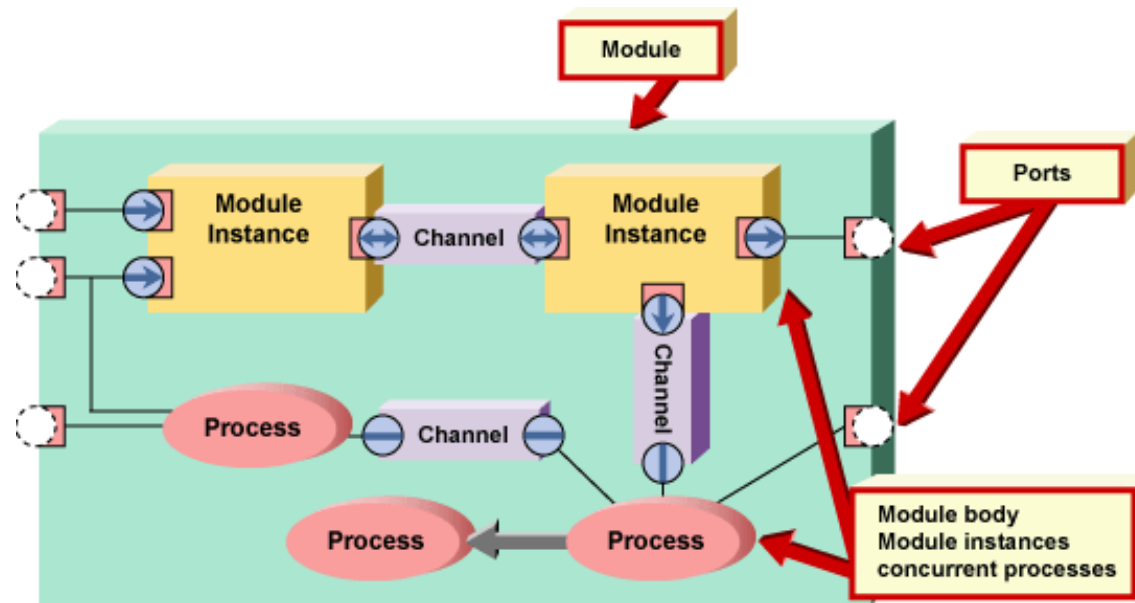 Module
Ports
Module
Instance
Channel
Module
Instance
Channel
Process
Channel
Process
Process
Module body
Module instances
concurrent processes